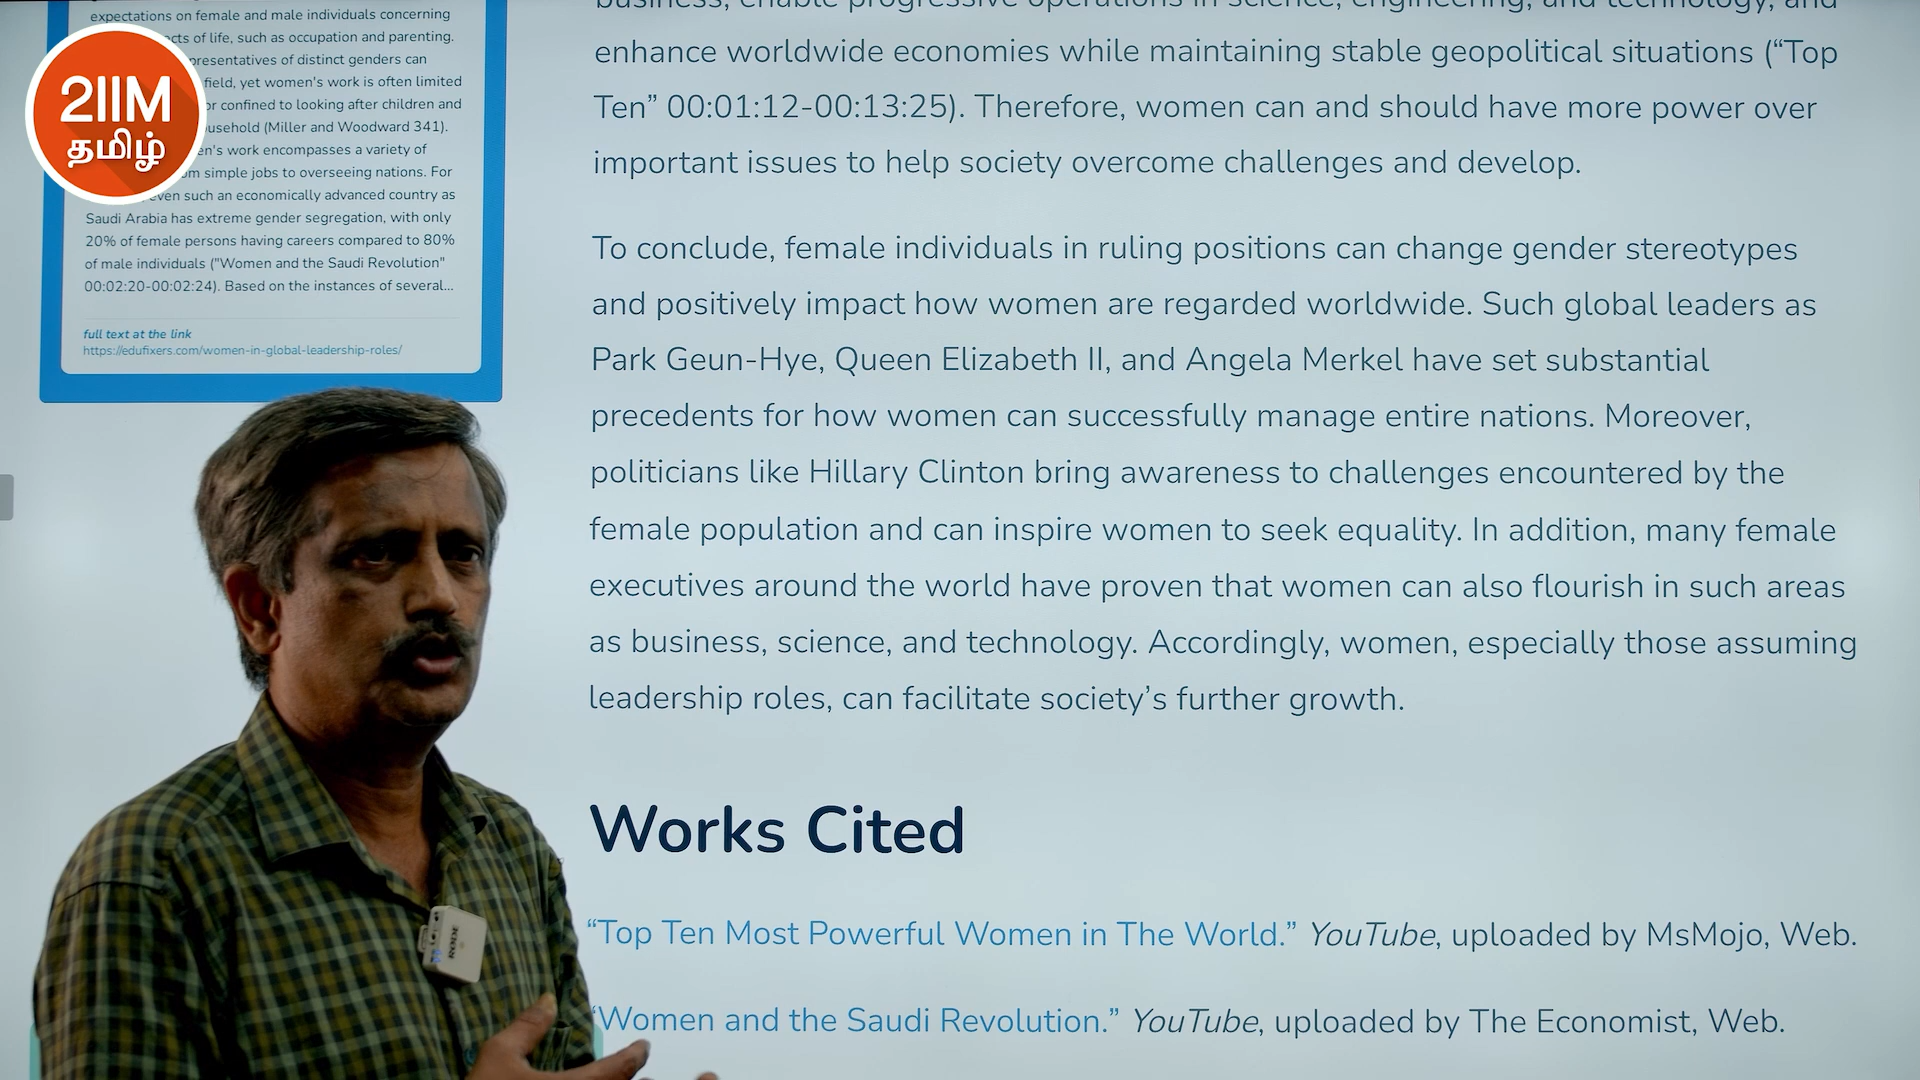 expectations on female and male individuals concerning
cts of life, such as occupation and parenting.
presentatives of distinct genders can
field, yet women's work is often limited
or confined to looking after children and
usehold (Miller and Woodward 341).
en's work encompasses a variety of
om simple jobs to overseeing nations. For
even such an economically advanced country as
Saudi Arabia has extreme gender segregation, with only
20% of female persons having careers compared to 80%
of male individuals ("Women and the Saudi Revolution"
00:02:20-00:02:24). Based on the instances of several...
full text at the link
https://edufixers.com/women-in-global-leadership-roles/
2IIM
தமிழ்
business, enable progressive operations in science, engineering, and technology, and
enhance worldwide economies while maintaining stable geopolitical situations (“Top
Ten” 00:01:12-00:13:25). Therefore, women can and should have more power over
important issues to help society overcome challenges and develop.
To conclude, female individuals in ruling positions can change gender stereotypes
and positively impact how women are regarded worldwide. Such global leaders as
Park Geun-Hye, Queen Elizabeth II, and Angela Merkel have set substantial
precedents for how women can successfully manage entire nations. Moreover,
politicians like Hillary Clinton bring awareness to challenges encountered by the
female population and can inspire women to seek equality. In addition, many female
executives around the world have proven that women can also flourish in such areas
as business, science, and technology. Accordingly, women, especially those assuming
leadership roles, can facilitate society’s further growth.
Works Cited
“Top Ten Most Powerful Women in The World.” YouTube, uploaded by MsMojo, Web.
“Women and the Saudi Revolution.” YouTube, uploaded by The Economist, Web.
RODE